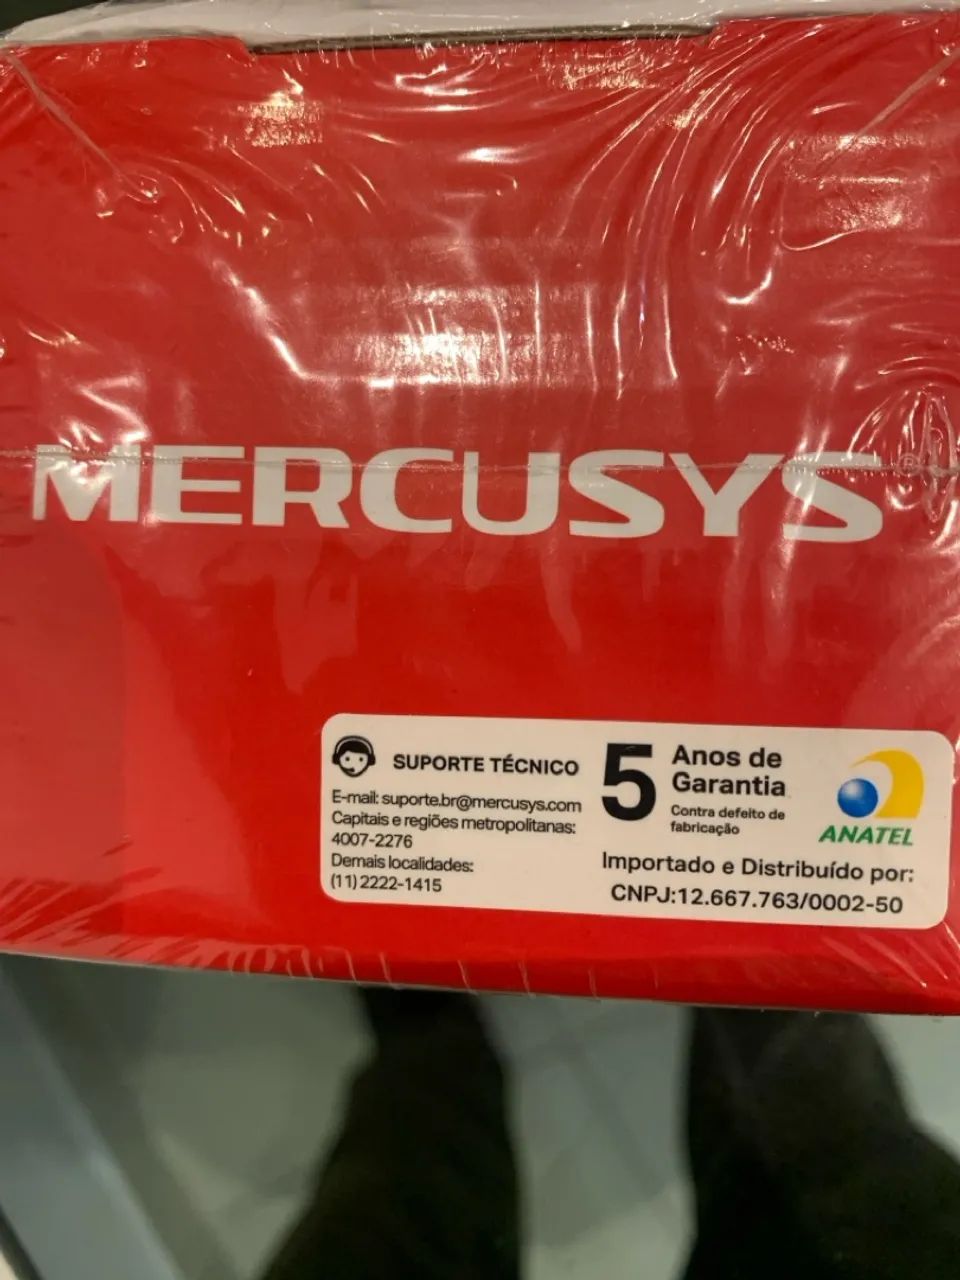 MERCUSYS®
SUPORTE TÉCNICO
E-mail: suporte.br@mercusys.com
Capitais e regiões metropolitanas:
4007-2276
Demais localidades:
(11) 2222-1415
5 Anos de
Garantia
Contra defeito de
fabricação
ANATEL
Importado e Distribuído por:
CNPJ:12.667.763/0002-50